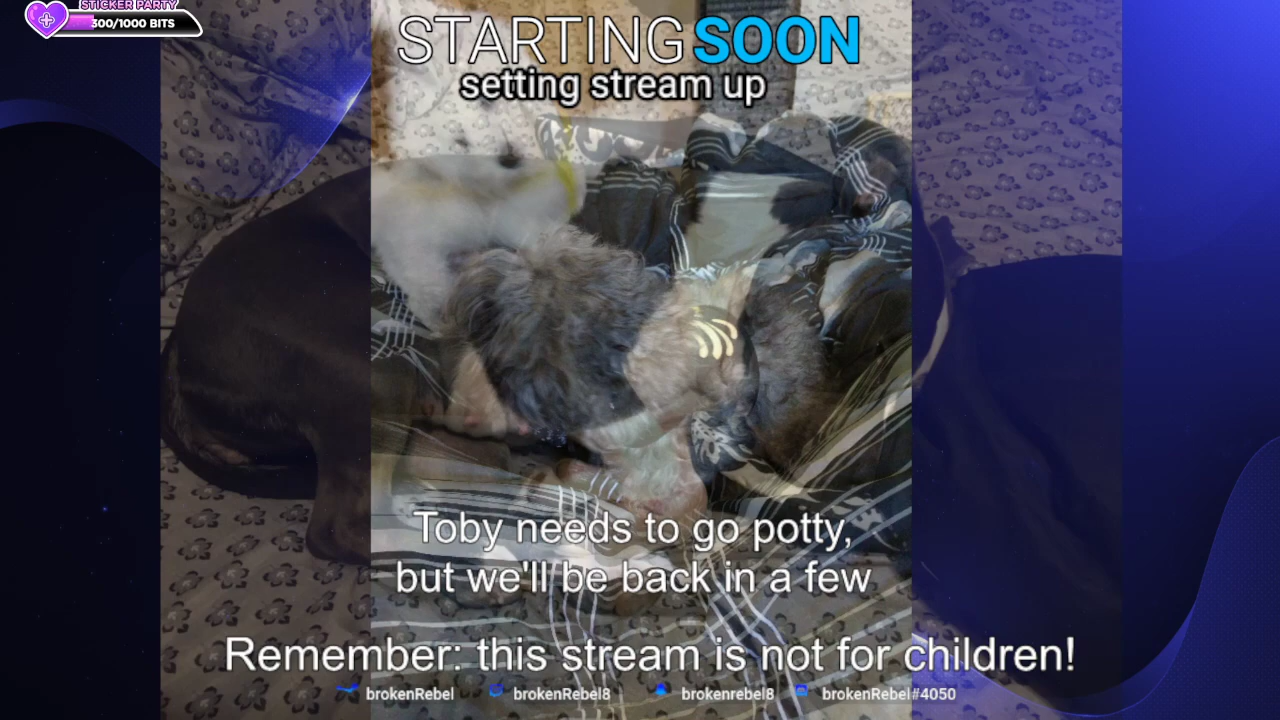 STICKER PARTY
300/1000 BITS
STARTING SOON
setting stream up
Toby needs to go potty,
but we'll be back in a few
Remember: this stream is not for children!
brokenRebel brokenRebel8 brokenrebel8 brokenRebel#4050